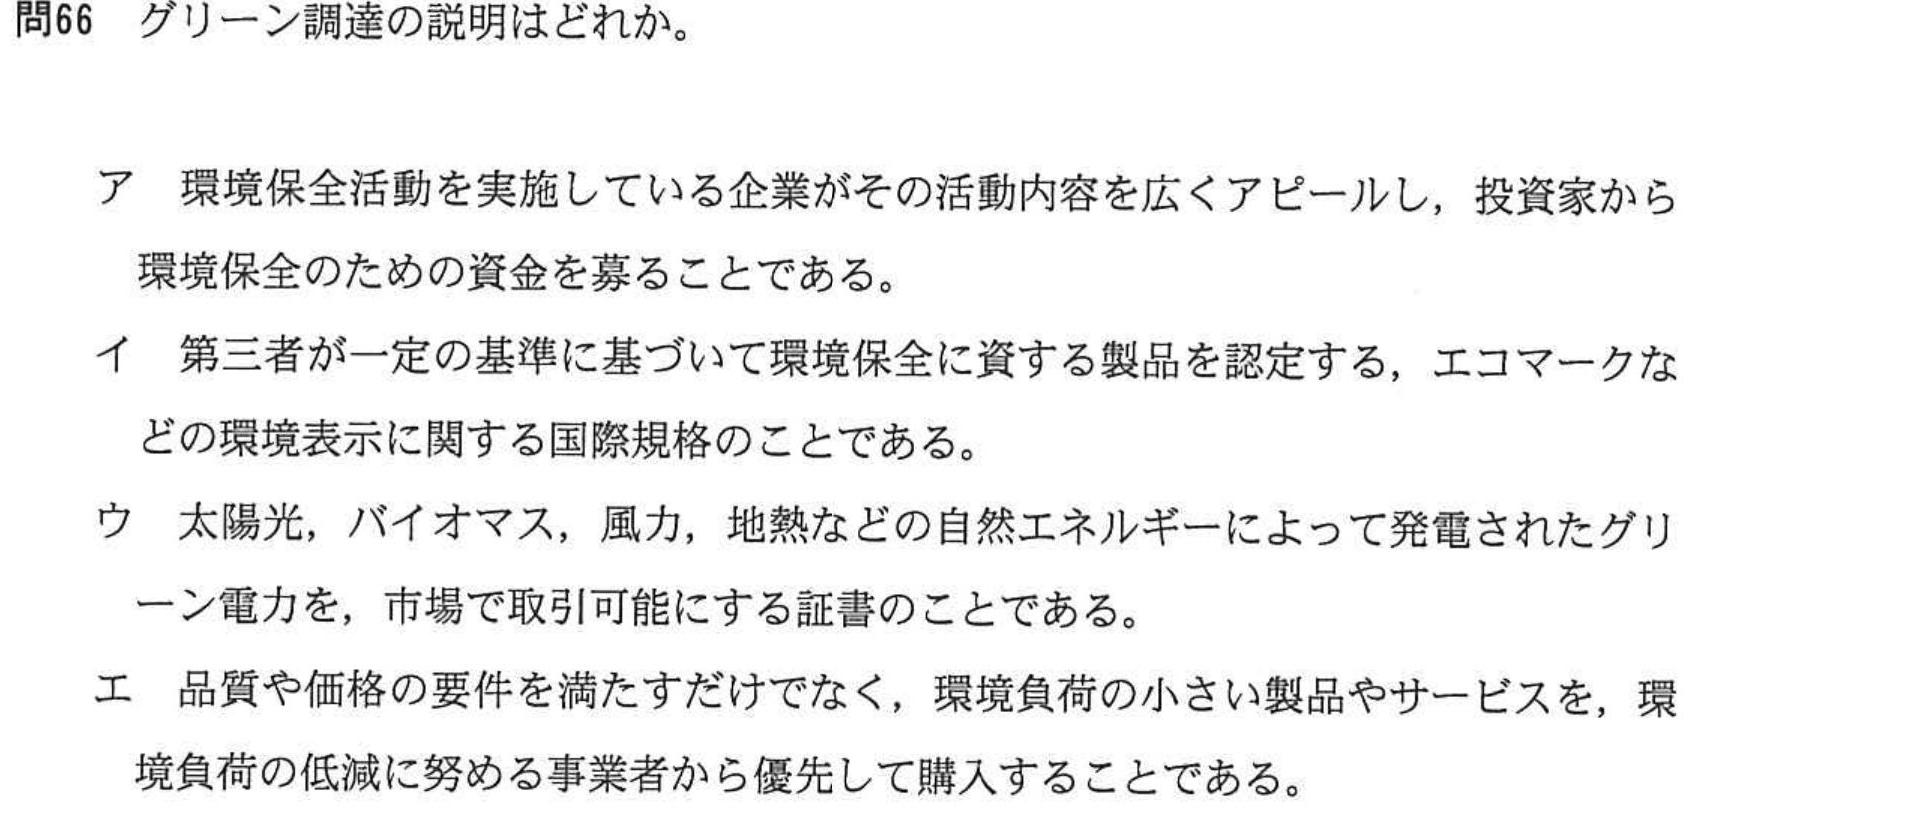 問66　グリーン調達の説明はどれか。
ア　環境保全活動を実施している企業がその活動内容を広くアピールし，投資家から
環境保全のための資金を募ることである。
イ　第三者が一定の基準に基づいて環境保全に資する製品を認定する，エコマークな
どの環境表示に関する国際規格のことである。
ウ　太陽光，バイオマス，風力，地熱などの自然エネルギーによって発電されたグリ
ーン電力を，市場で取引可能にする証書のことである。
エ　品質や価格の要件を満たすだけでなく，環境負荷の小さい製品やサービスを，環
境負荷の低減に努める事業者から優先して購入することである。